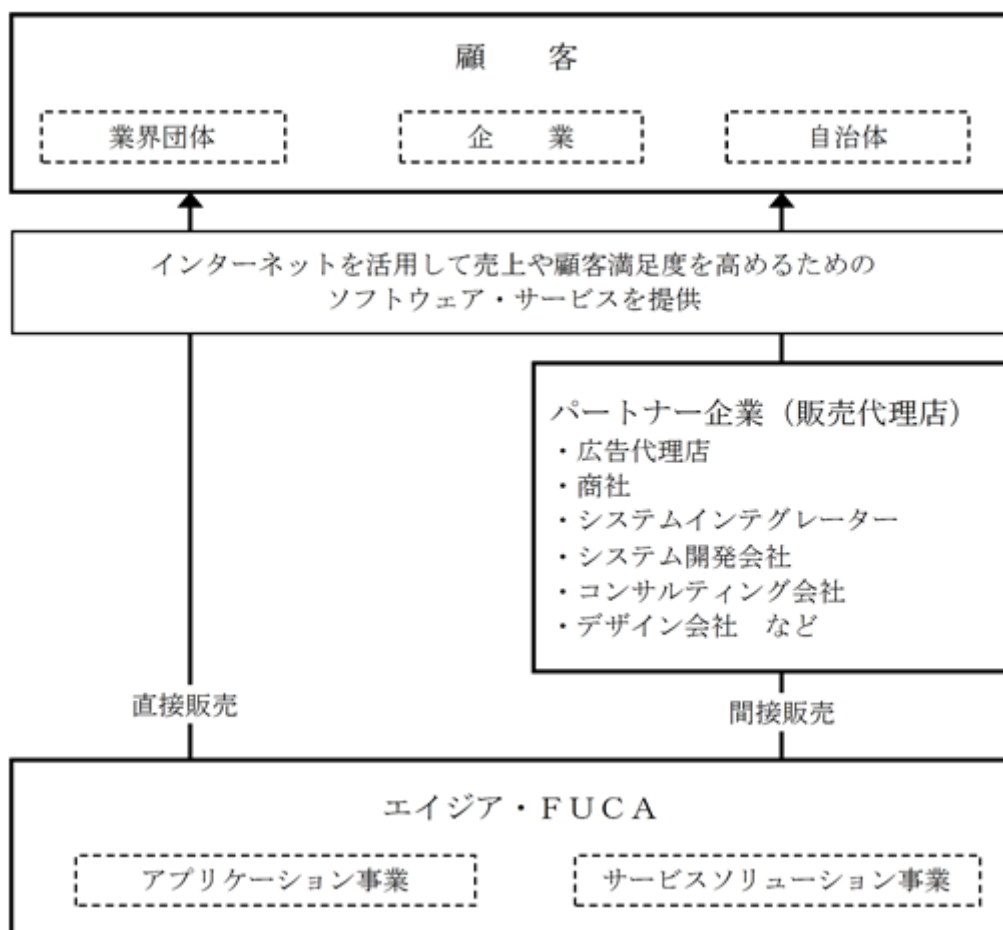 顧　　客
業界団体　企　　業　自治体
インターネットを活用して売上や顧客満足度を高めるための
ソフトウェア・サービスを提供
パートナー企業（販売代理店）
・広告代理店
・商社
・システムインテグレーター
・システム開発会社
・コンサルティング会社
・デザイン会社　など
直接販売　間接販売
エイジア・ＦＵＣＡ
アプリケーション事業　サービスソリューション事業